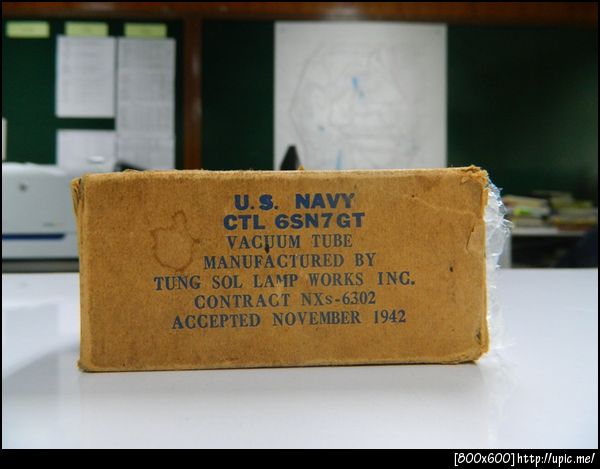 U.S. NAVY
CTL 6SN7GT
VACUUM TUBE
MANUFACTURED BY
TUNG SOL LAMP WORKS INC.
CONTRACT NXs-6302
ACCEPTED NOVEMBER 1942
[800x600]http://upic.me/